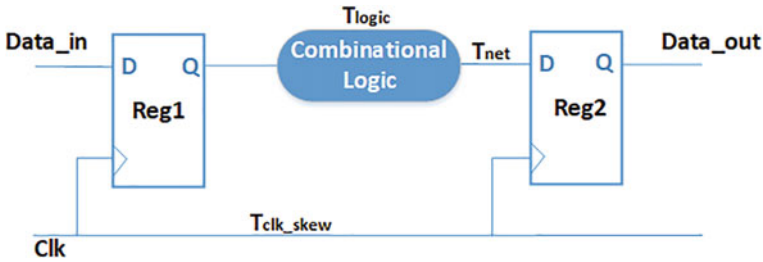 Tlogic
Data_in
Combinational
Logic
Tnet
Data_out
D
Q
D
Q
Reg1
Reg2
Tclk_skew
Clk